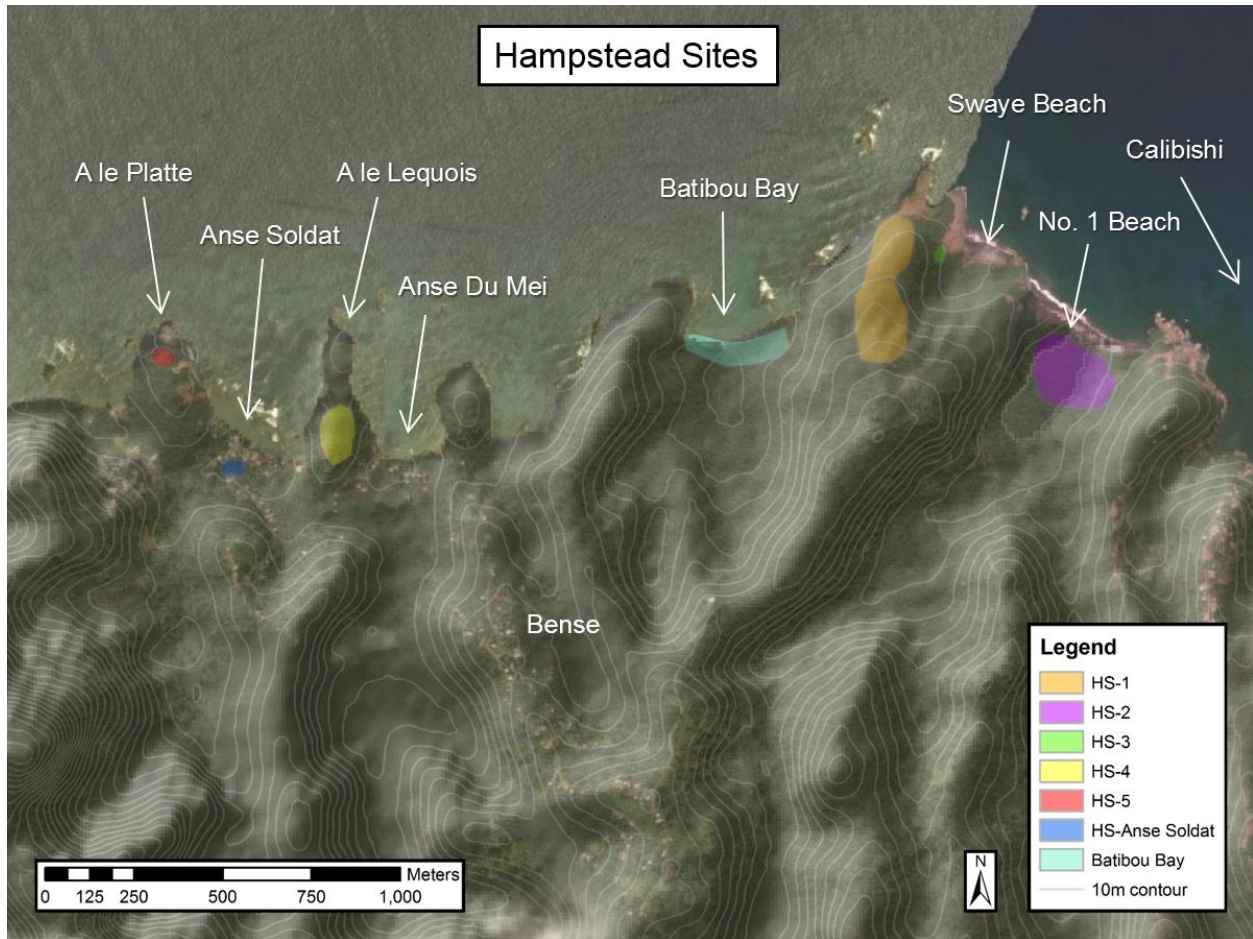 Hampstead Sites
Swaye Beach
Calibishi
A le Platte
A le Lequois
Batibou Bay
No. 1 Beach
Anse Soldat
Anse Du Mei
Bense
Legend
HS-1
HS-2
HS-3
HS-4
HS-5
HS-Anse Soldat
Batibou Bay
10m contour
N
Meters
0 125 250 500 750 1,000